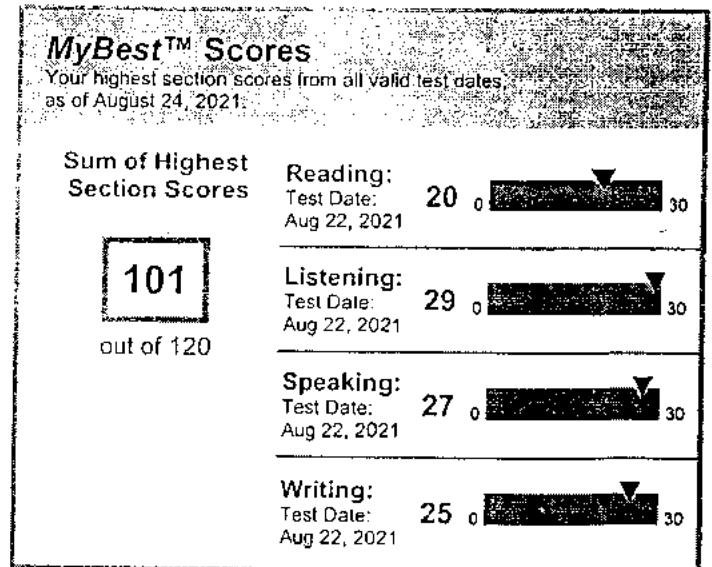 MyBest™ Scores
Your highest section scores from all valid test dates,
as of August 24, 2021.
Sum of Highest
Section Scores
101
out of 120
Reading:
Test Date:
Aug 22, 2021
20
0
30
Listening:
Test Date:
Aug 22, 2021
29
0
30
Speaking:
Test Date:
Aug 22, 2021
27
0
30
Writing:
Test Date:
Aug 22, 2021
25
0
30